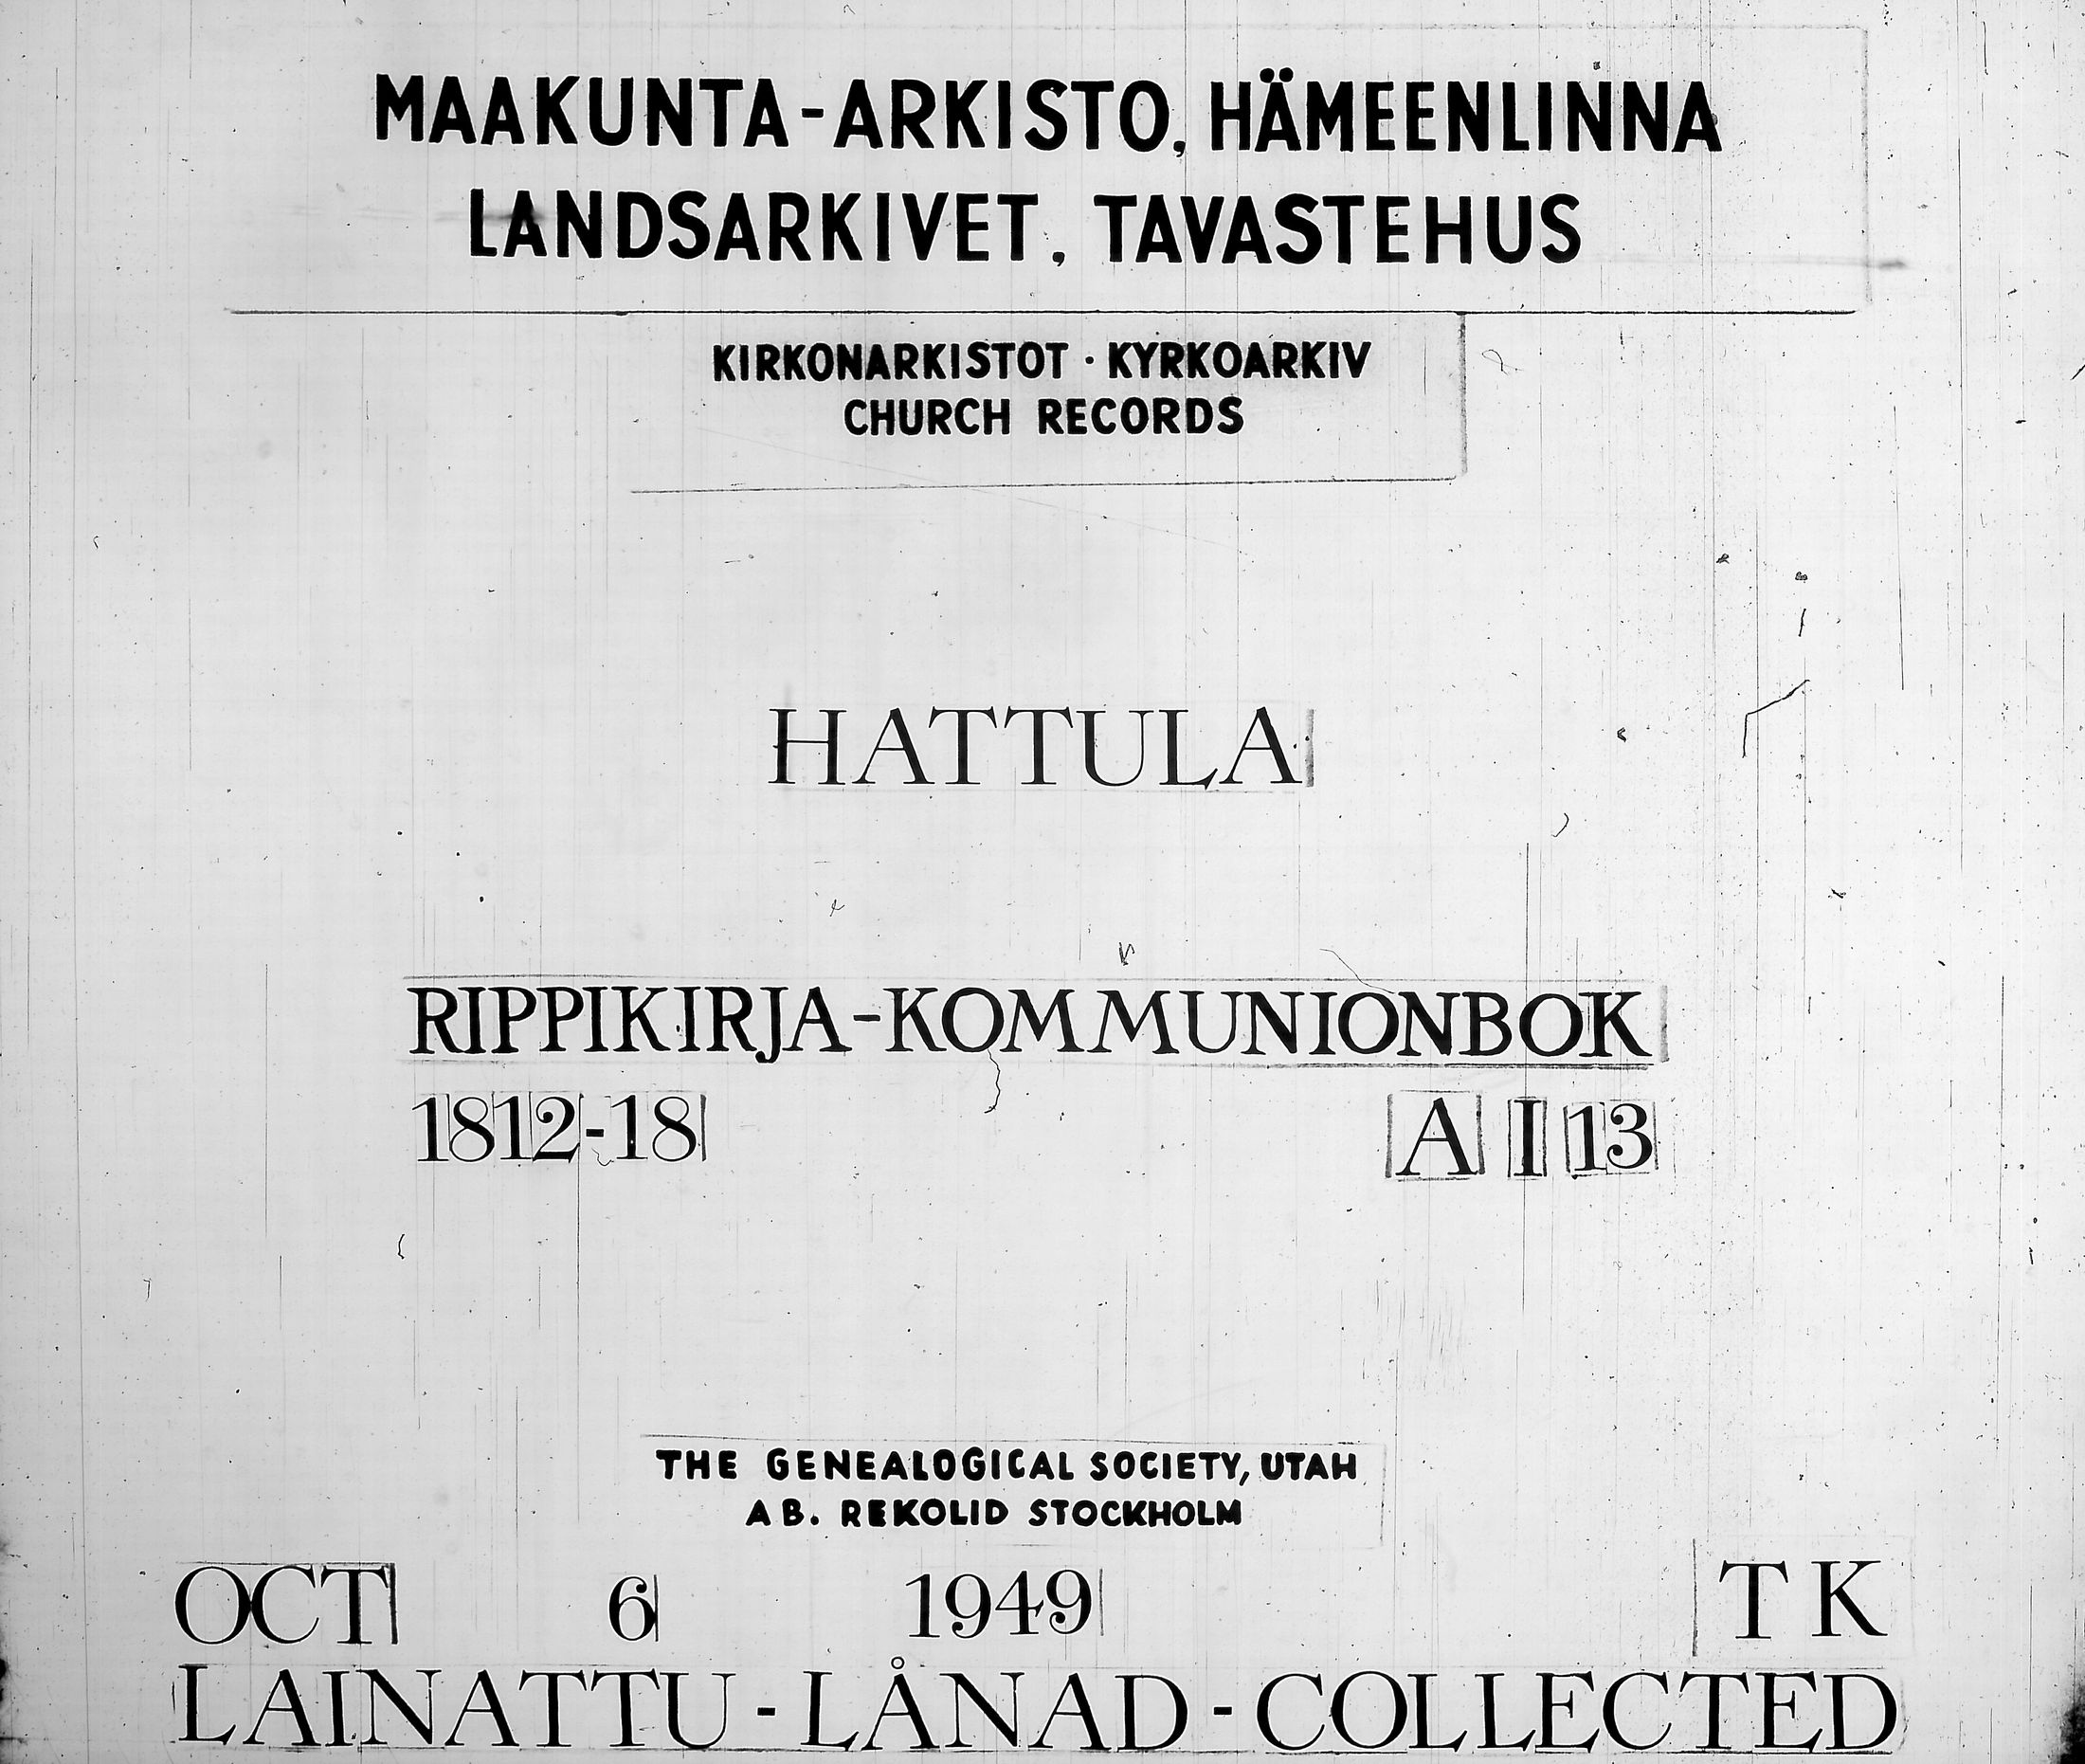 MAAKUNTA-ARKISTO, HÄMEENLINNA
LANDSARKIVET, TAVASTEHUS
KIRKONARKISTOT · KYRKOARKIV
CHURCH RECORDS
HATTULA
RIPPIKIRJA-KOMMUNIONBOK
1812-18 A I 13
THE GENEALOGICAL SOCIETY, UTAH
AB. REKOLID STOCKHOLM
OCT 6 1949 T K
LAINATTU - LÅNAD - COLLECTED